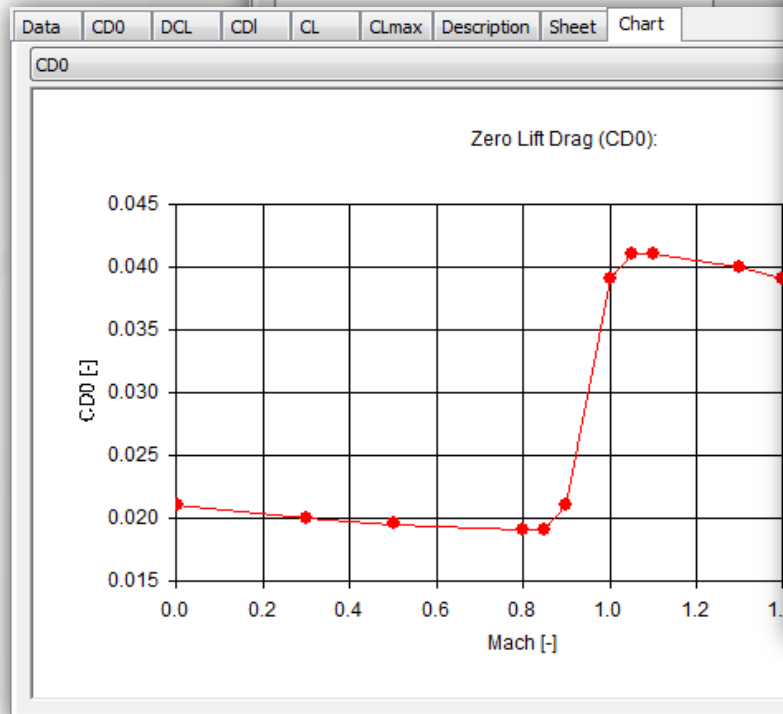 Data CD0 DCL CDl CL CLmax Description Sheet Chart
CD0
Zero Lift Drag (CD0):
0.045
0.040
0.035
0.030
0.025
0.020
0.015
CD0 [-]
0.0 0.2 0.4 0.6 0.8 1.0 1.2 1.
Mach [-]